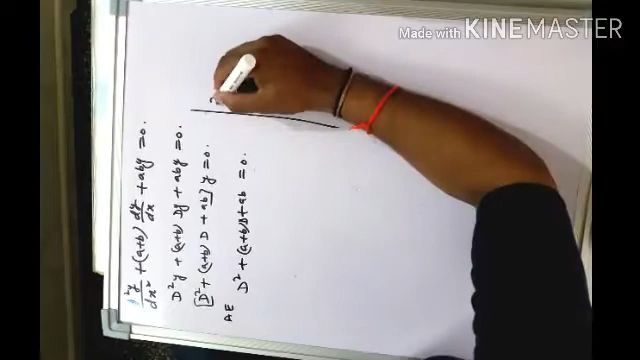 Made with KINEMASTER
d²y/dx² + (a+b) dy/dx + aby = 0.
D²y + (a+b) Dy + aby = 0.
[D² + (a+b) D + ab] y = 0.
AE
D² + (a+b)D + ab = 0.